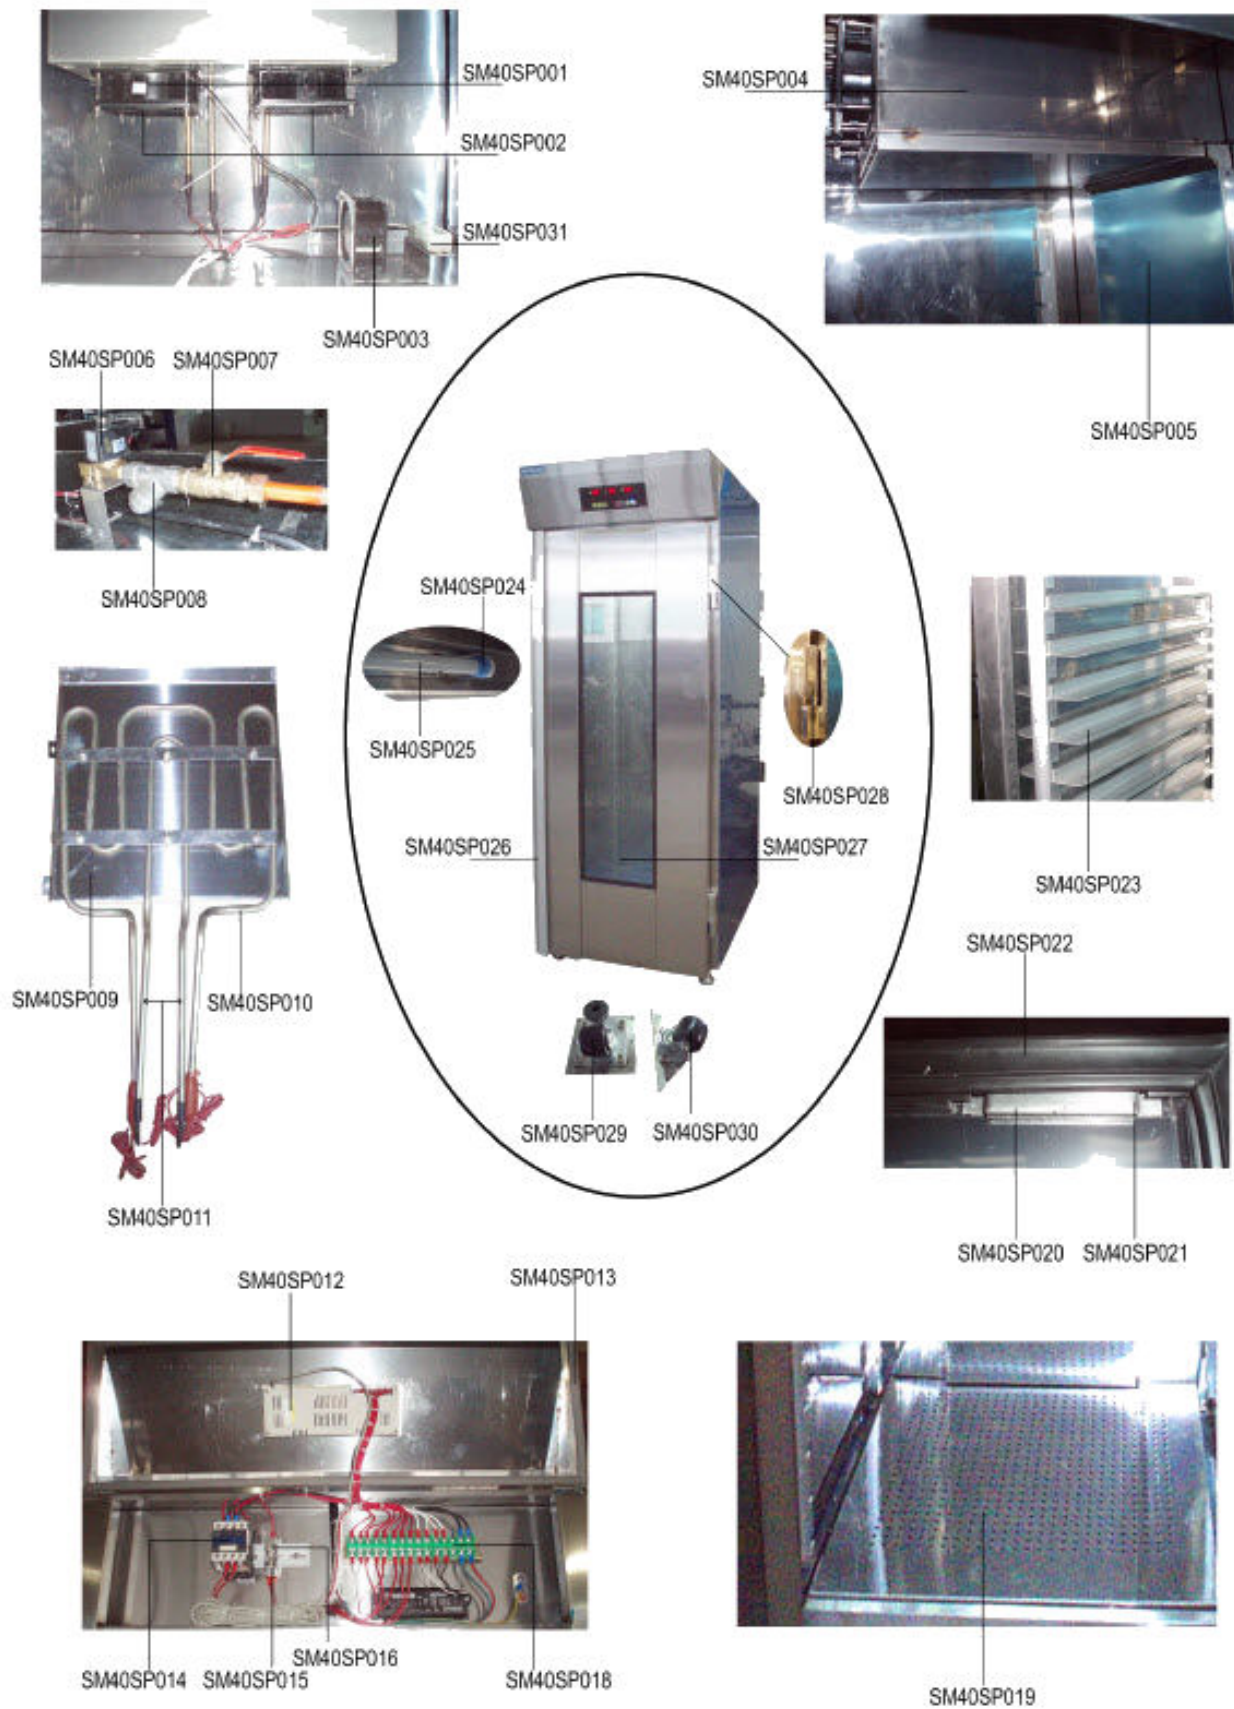 SM40SP001
SM40SP004
SM40SP002
SM40SP031
SM40SP003
SM40SP006 SM40SP007
SM40SP005
SM40SP008
SM40SP024
SM40SP025
SM40SP028
SM40SP026 SM40SP027
SM40SP023
SM40SP022
SM40SP009 SM40SP010
SM40SP029 SM40SP030
SM40SP011
SM40SP020 SM40SP021
SM40SP012 SM40SP013
SM40SP016
SM40SP014 SM40SP015 SM40SP018
SM40SP019